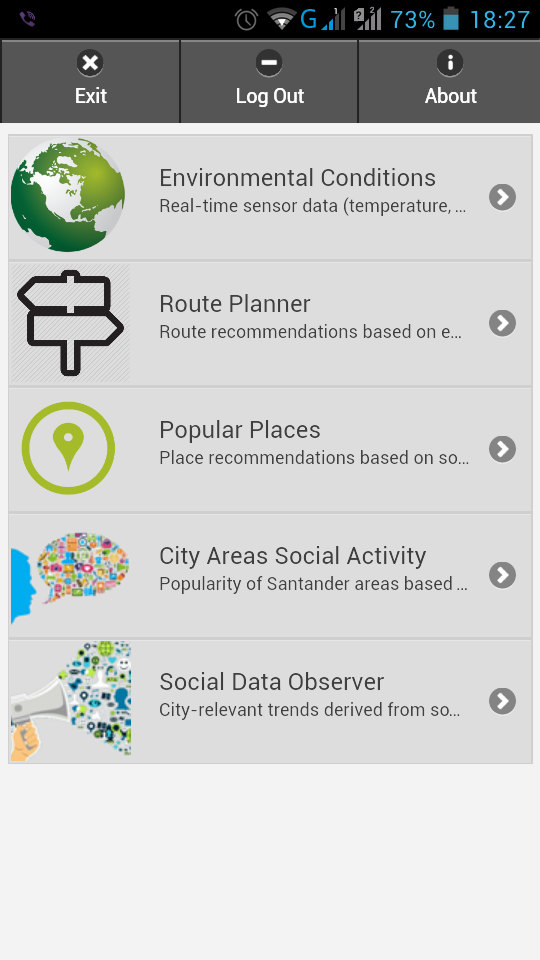 G 1 2 73% 18:27
Exit Log Out About
Environmental Conditions
Real-time sensor data (temperature, ...
Route Planner
Route recommendations based on e...
Popular Places
Place recommendations based on so...
City Areas Social Activity
Popularity of Santander areas based ...
Social Data Observer
City-relevant trends derived from so...